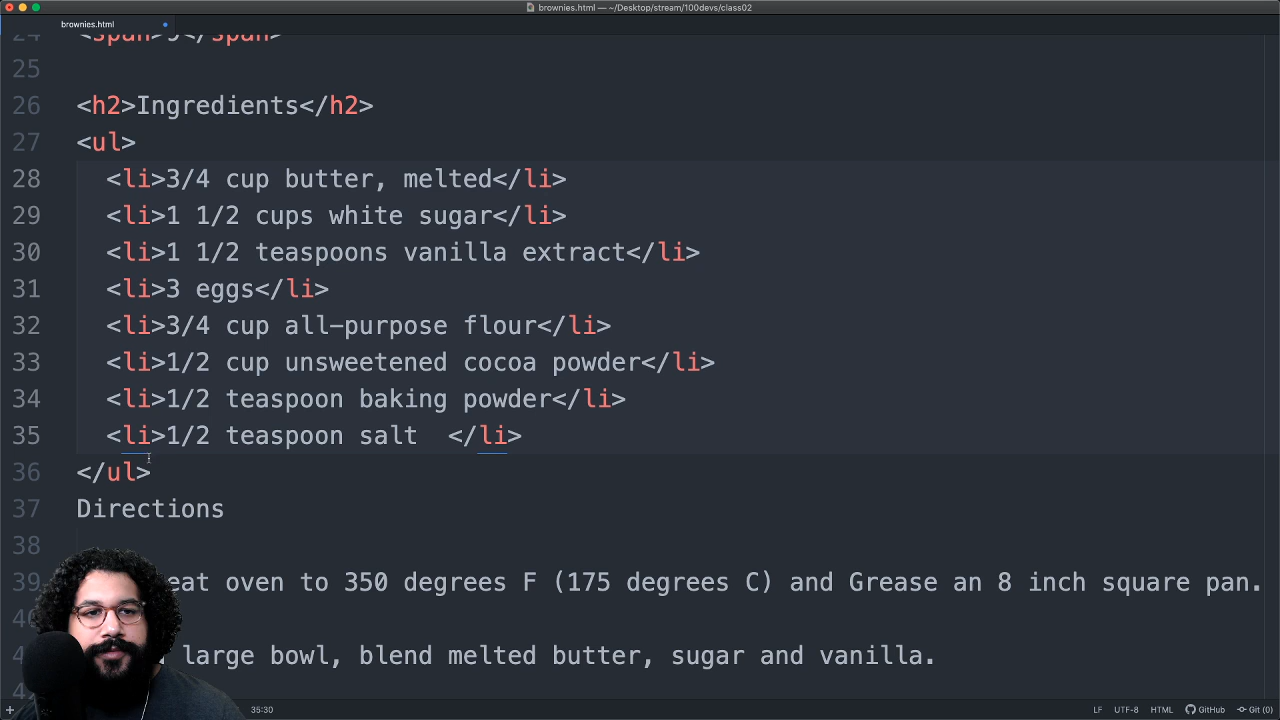 brownies.html — ~/Desktop/stream/100devs/class02
brownies.html
24 <span>5</span>
25
26 <h2>Ingredients</h2>
27 <ul>
28 <li>3/4 cup butter, melted</li>
29 <li>1 1/2 cups white sugar</li>
30 <li>1 1/2 teaspoons vanilla extract</li>
31 <li>3 eggs</li>
32 <li>3/4 cup all-purpose flour</li>
33 <li>1/2 cup unsweetened cocoa powder</li>
34 <li>1/2 teaspoon baking powder</li>
35 <li>1/2 teaspoon salt  </li>
36 </ul>
37 Directions
38
39 eat oven to 350 degrees F (175 degrees C) and Grease an 8 inch square pan.
large bowl, blend melted butter, sugar and vanilla.
42
35:30 LF UTF-8 HTML GitHub Git (0)